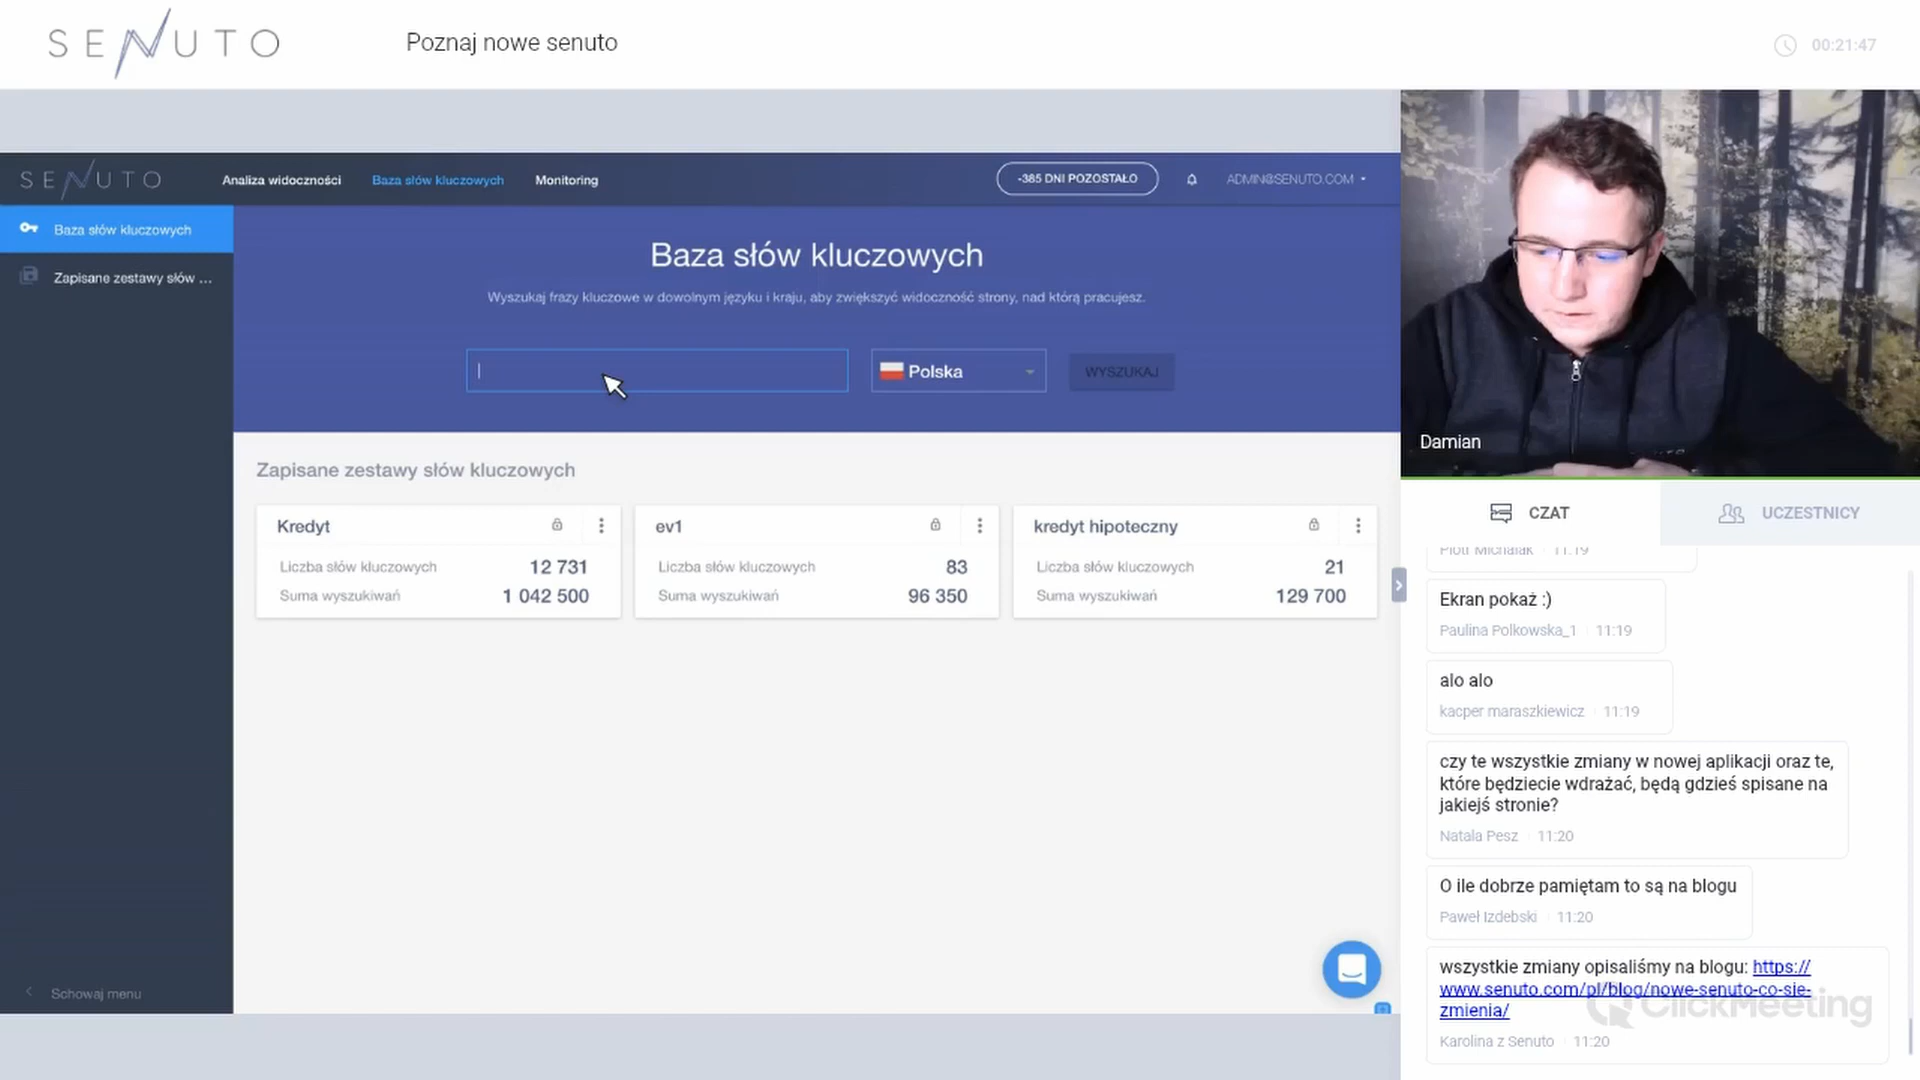 SENUTO
Poznaj nowe senuto
00:21:47
SENUTO
Analiza widoczności
Baza słów kluczowych
Monitoring
-385 DNI POZOSTAŁO
ADMIN@SENUTO.COM
Baza słów kluczowych
Zapisane zestawy słów ...
Baza słów kluczowych
Wyszukaj frazy kluczowe w dowolnym języku i kraju, aby zwiększyć widoczność strony, nad którą pracujesz.
Polska
WYSZUKAJ
Zapisane zestawy słów kluczowych
Kredyt
Liczba słów kluczowych 12 731
Suma wyszukiwań 1 042 500
ev1
Liczba słów kluczowych 83
Suma wyszukiwań 96 350
kredyt hipoteczny
Liczba słów kluczowych 21
Suma wyszukiwań 129 700
Schowaj menu
Damian
CZAT
UCZESTNICY
Piotr Michalak 11:19
Ekran pokaż :)
Paulina Polkowska_1 11:19
alo alo
kacper maraszkiewicz 11:19
czy te wszystkie zmiany w nowej aplikacji oraz te,
które będziecie wdrażać, będą gdzieś spisane na
jakiejś stronie?
Natala Pesz 11:20
O ile dobrze pamiętam to są na blogu
Paweł Izdebski 11:20
wszystkie zmiany opisaliśmy na blogu: https://
www.senuto.com/pl/blog/nowe-senuto-co-sie-
zmienia/
Karolina z Senuto 11:20
ClickMeeting